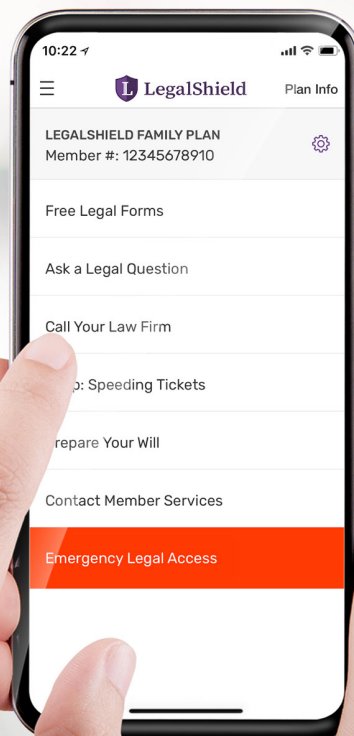 10:22
LegalShield
Plan Info
LEGALSHIELD FAMILY PLAN
Member #: 12345678910
Free Legal Forms
Ask a Legal Question
Call Your Law Firm
p: Speeding Tickets
repare Your Will
Contact Member Services
Emergency Legal Access